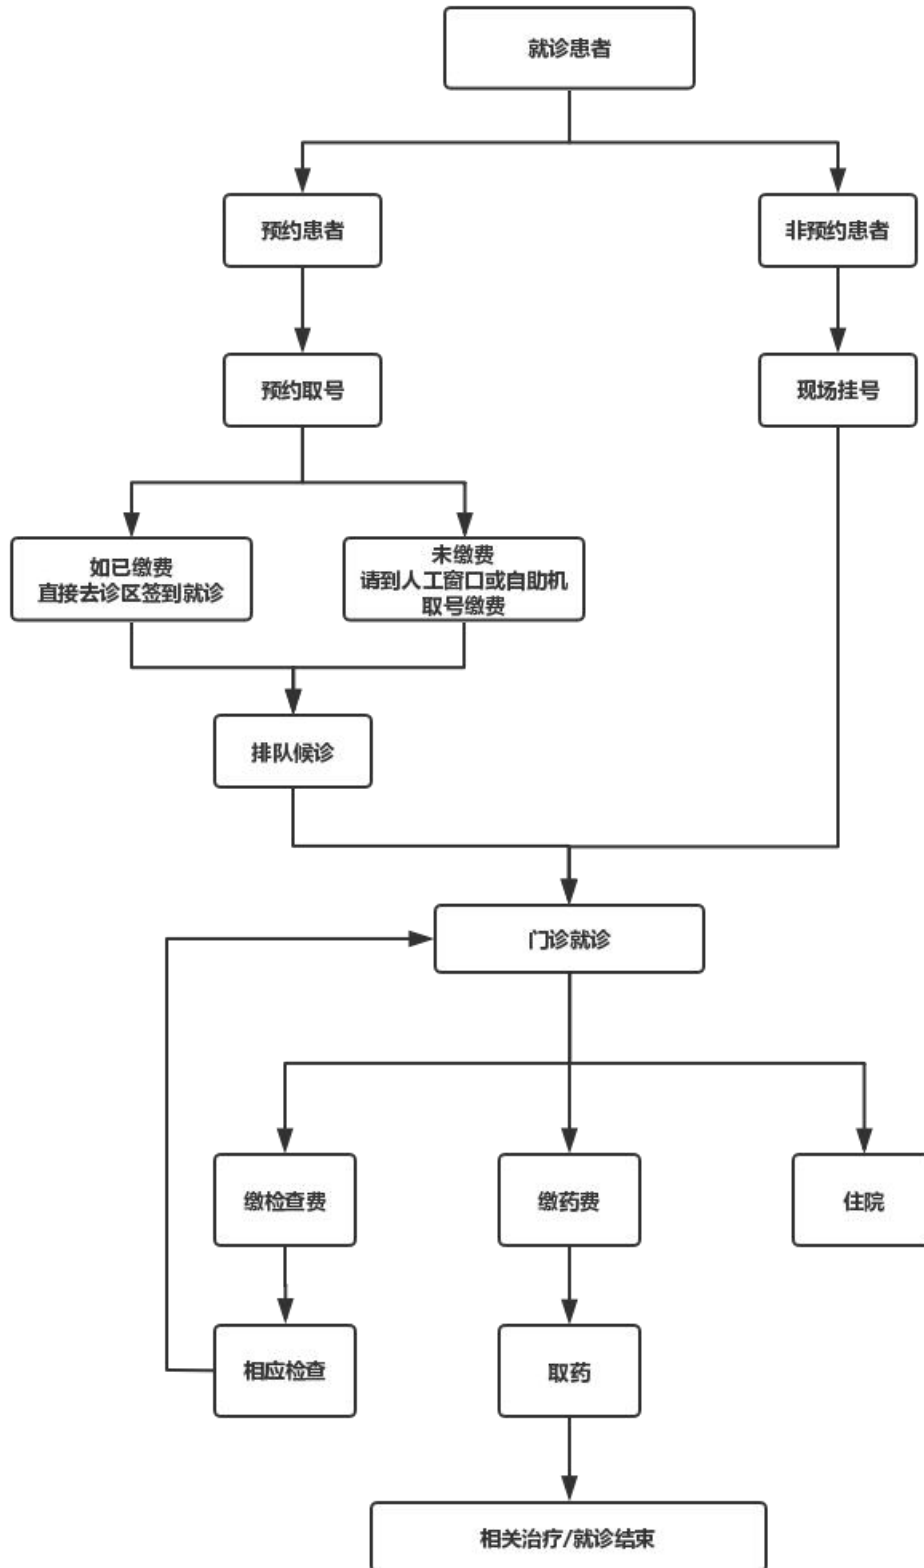 就诊患者
预约患者
非预约患者
预约取号
现场挂号
如已缴费
直接去诊区签到就诊
未缴费
请到人工窗口或自助机
取号缴费
排队候诊
门诊就诊
缴检查费
缴药费
住院
相应检查
取药
相关治疗/就诊结束